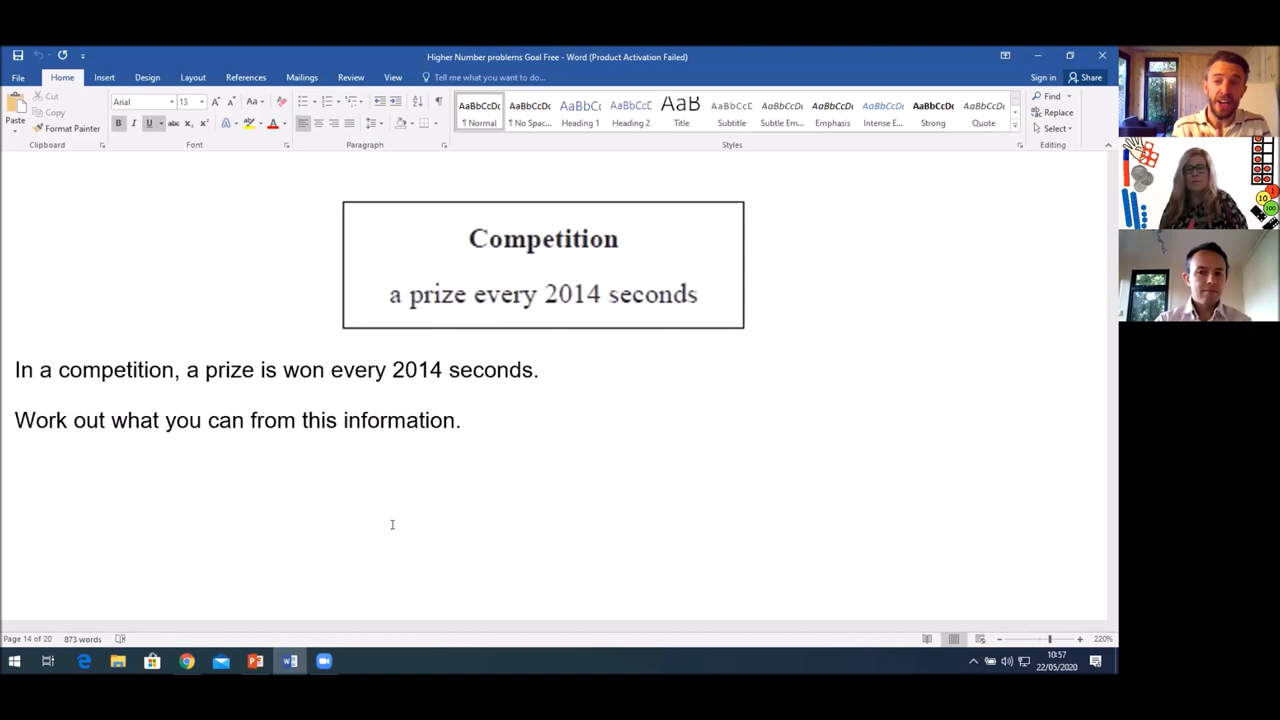 Higher Number problems Goal Free - Word (Product Activation Failed)
File Home Insert Design Layout References Mailings Review View Tell me what you want to do... Sign in Share
Paste Cut Copy Format Painter
Arial 13
AaBbCcDc AaBbCcDc AaBbCc AaBbCcD AaB AaBbCcD AaBbCcDc AaBbCcDc AaBbCcDc AaBbCcDc AaBbCcDc
¶ Normal ¶ No Spac... Heading 1 Heading 2 Title Subtitle Subtle Em... Emphasis Intense E... Strong Quote
Find Replace Select
Clipboard Font Paragraph Styles Editing
Competition
a prize every 2014 seconds
In a competition, a prize is won every 2014 seconds.
Work out what you can from this information.
Page 14 of 20 873 words 220%
10:57
22/05/2020
10
1
100